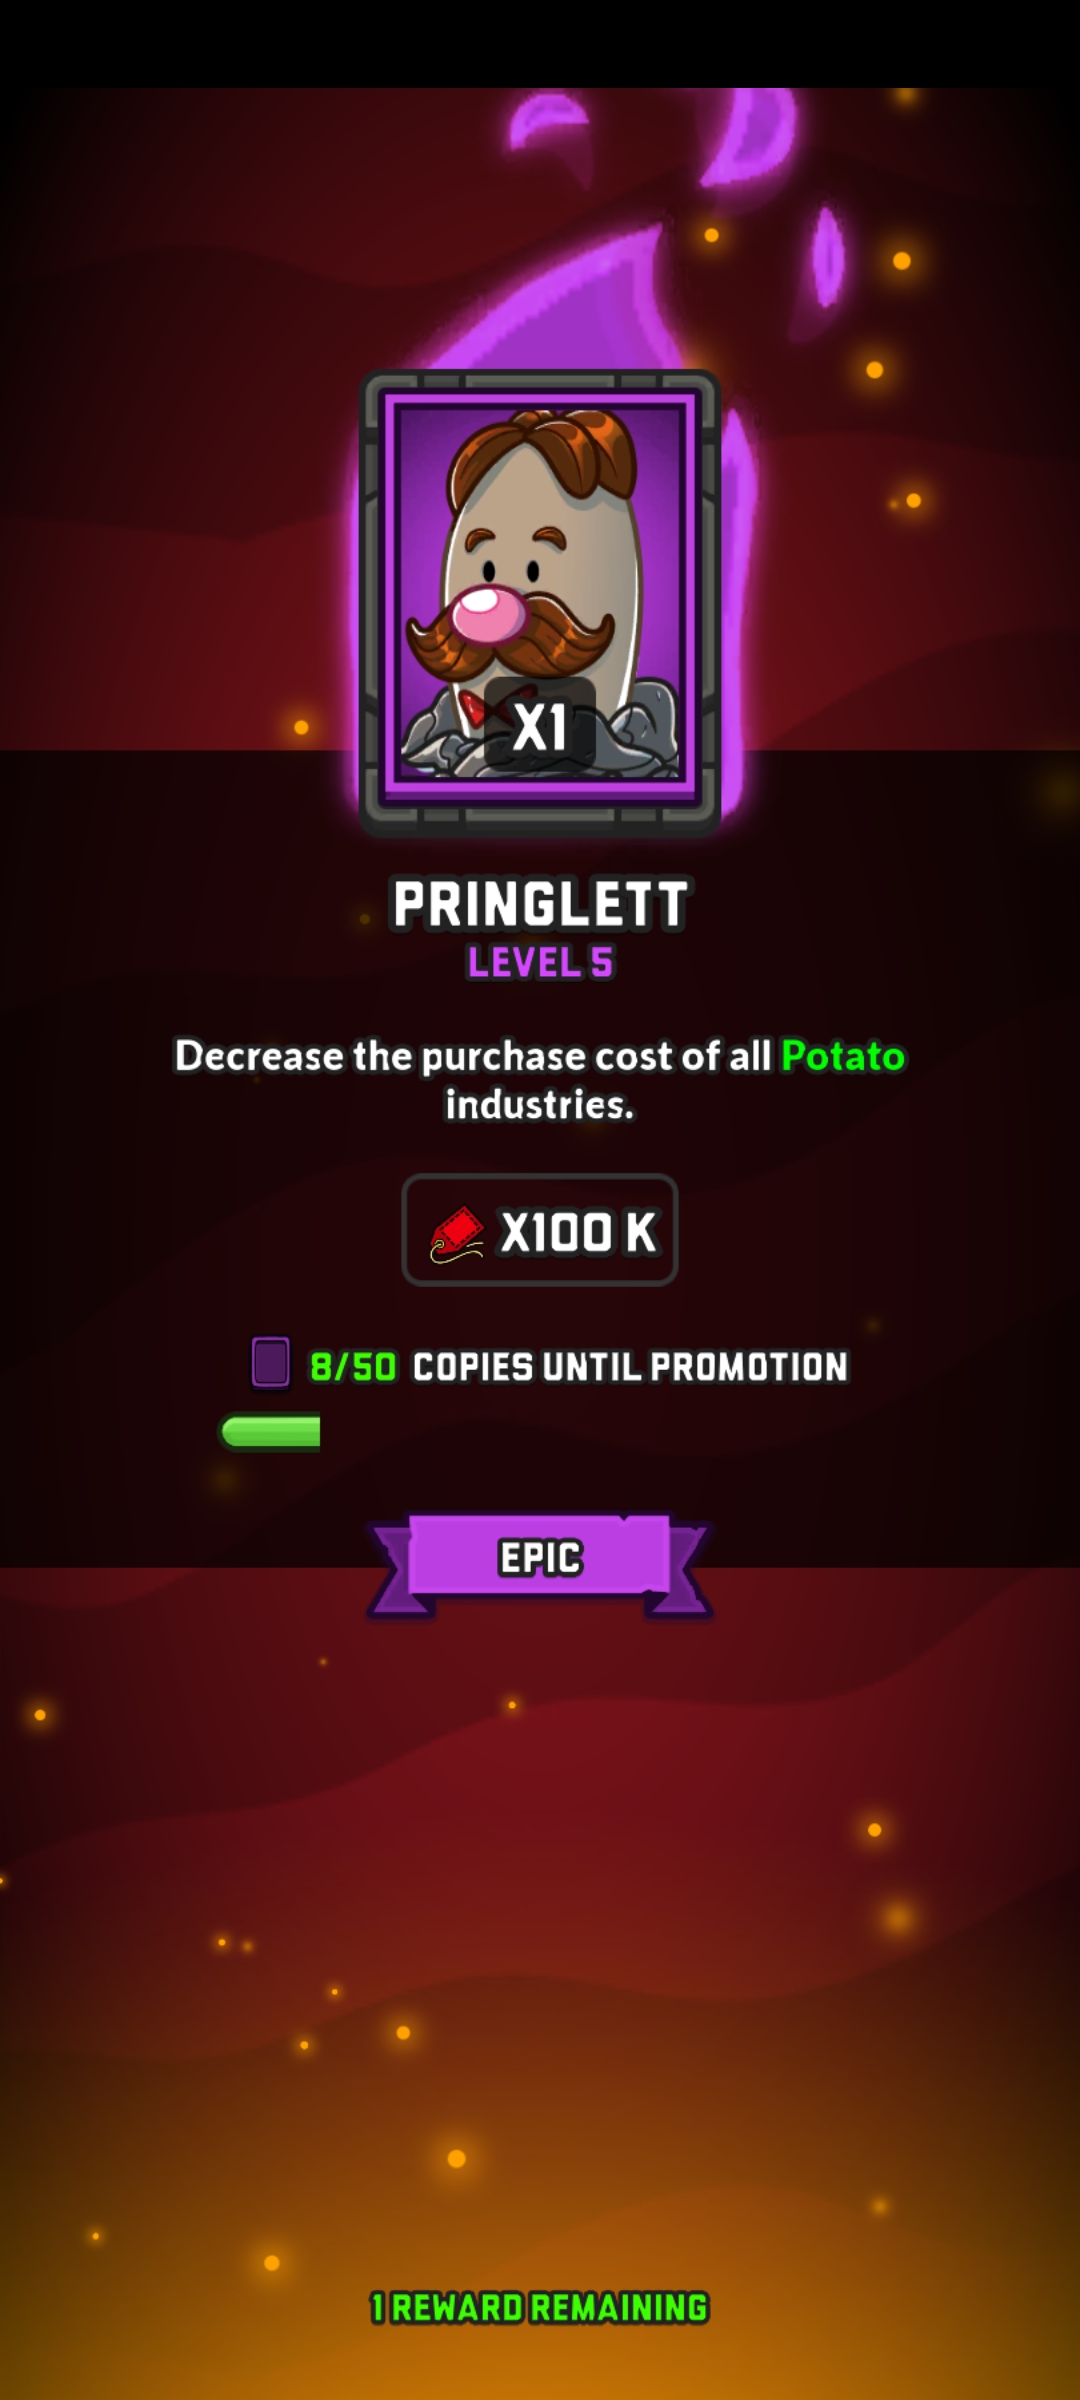 X1
PRINGLETT
LEVEL 5
Decrease the purchase cost of all Potato
industries.
X100 K
8/50 COPIES UNTIL PROMOTION
EPIC
1 REWARD REMAINING